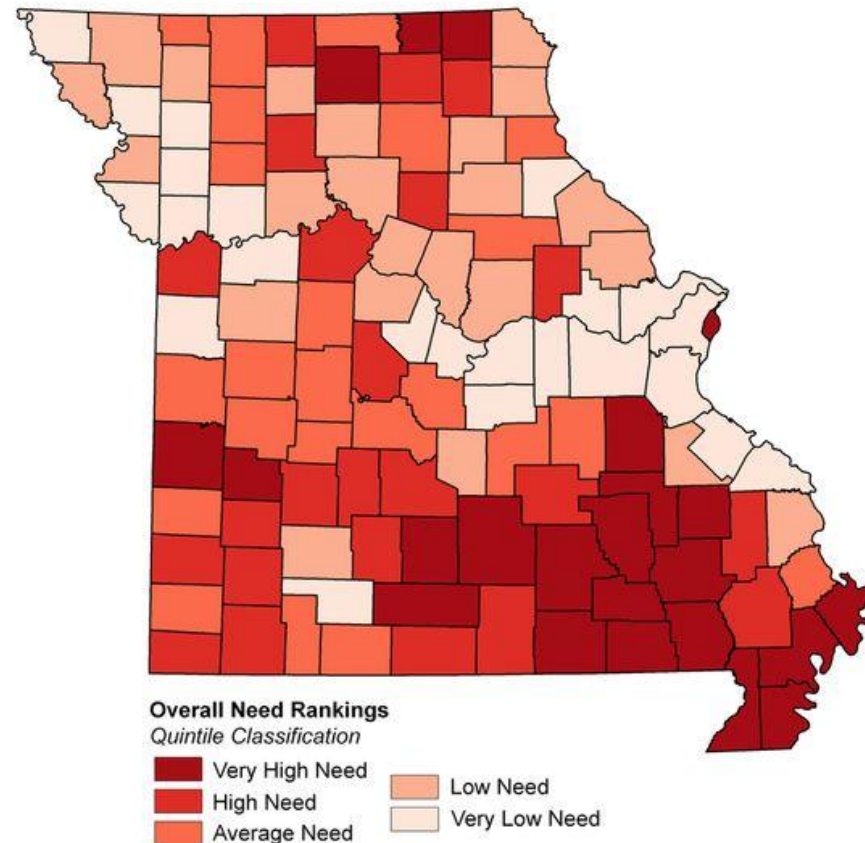 Overall Need Rankings
Quintile Classification
Very High Need
High Need
Average Need
Low Need
Very Low Need